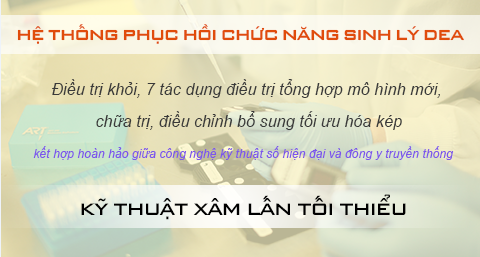 HỆ THỐNG PHỤC HỒI CHỨC NĂNG SINH LÝ DEA
Điều trị khỏi, 7 tác dụng điều trị tổng hợp mô hình mới,
chữa trị, điều chỉnh bổ sung tối ưu hóa kép
kết hợp hoàn hảo giữa công nghệ kỹ thuật số hiện đại và đông y truyền thống
ART
KỸ THUẬT XÂM LẤN TỐI THIỂU